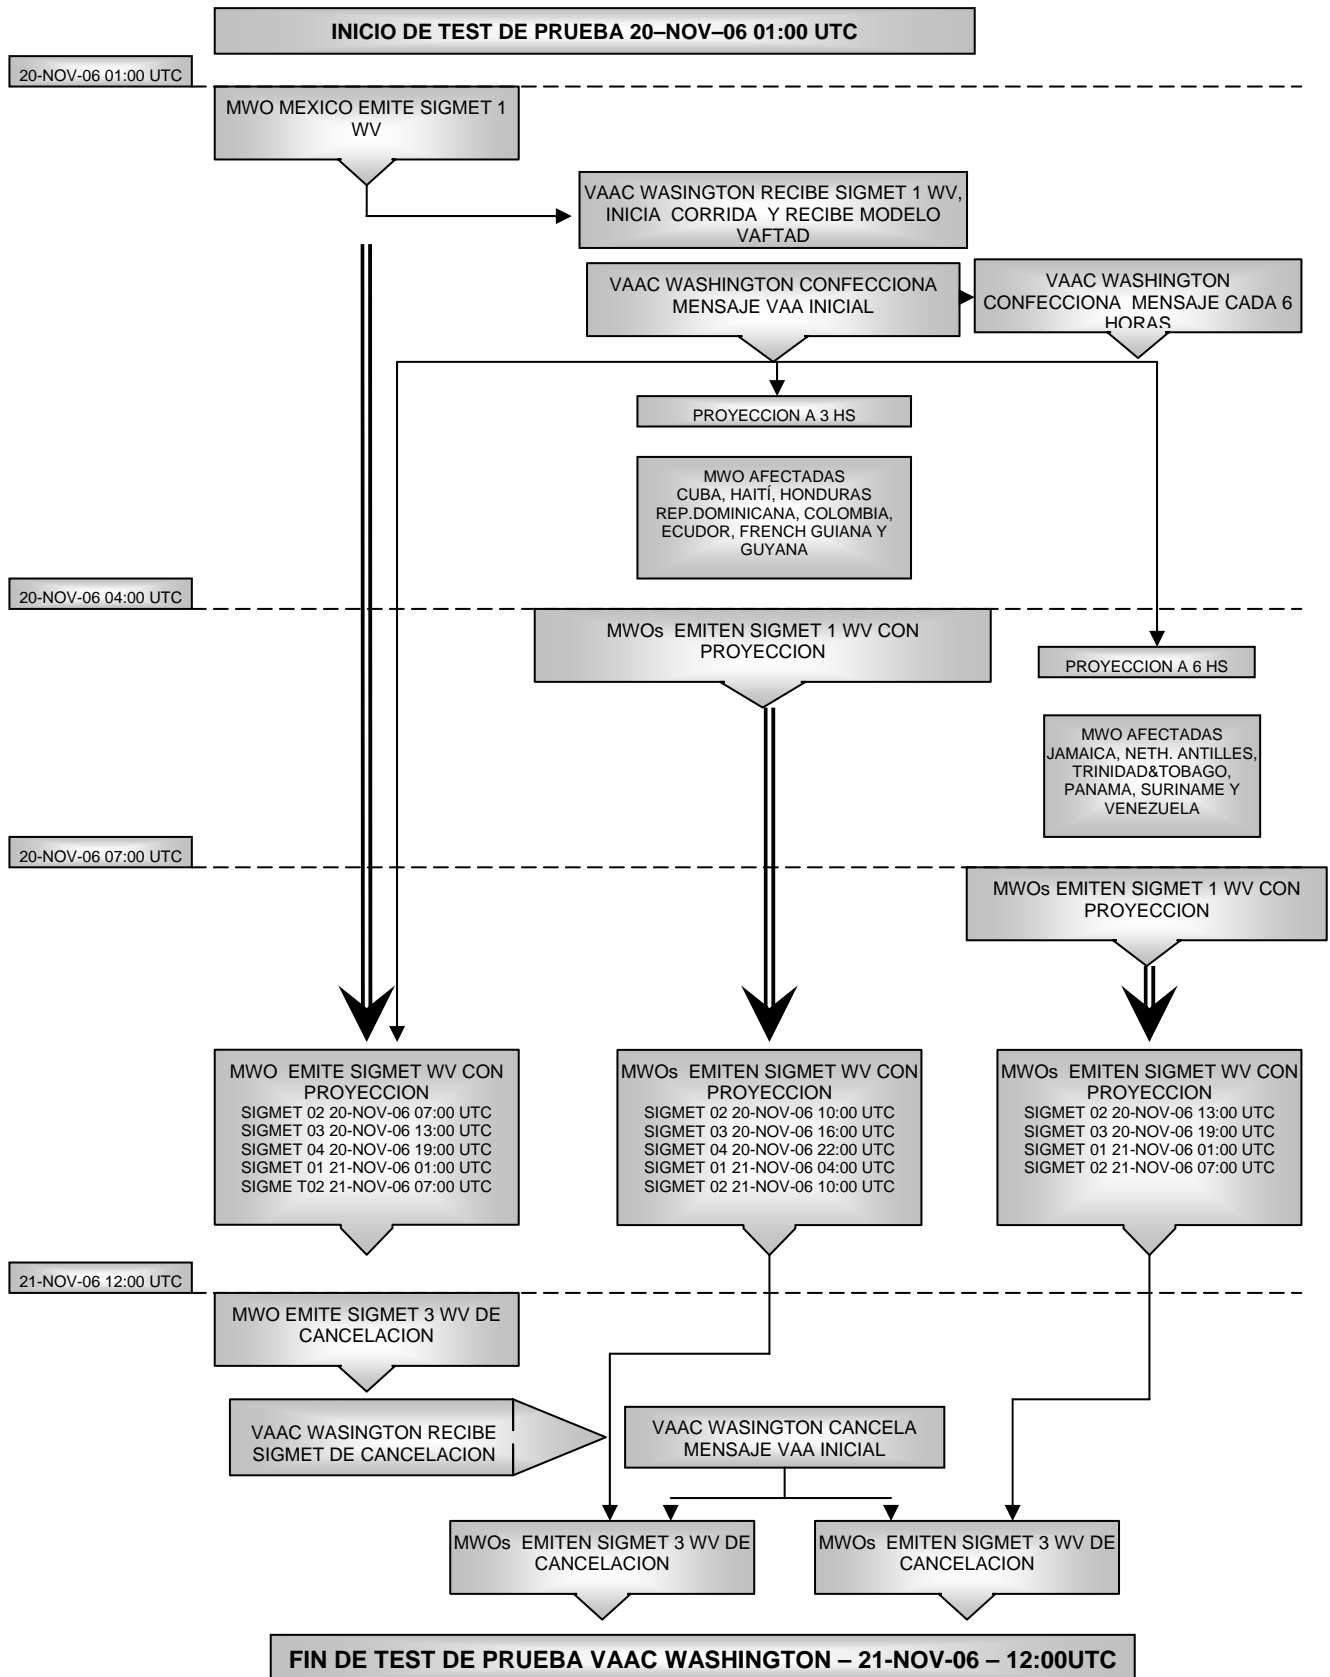 INICIO DE TEST DE PRUEBA 20–NOV–06 01:00 UTC
20-NOV-06 01:00 UTC
MWO MEXICO EMITE SIGMET 1
WV
VAAC WASINGTON RECIBE SIGMET 1 WV,
INICIA CORRIDA Y RECIBE MODELO
VAFTAD
VAAC WASHINGTON CONFECCIONA
MENSAJE VAA INICIAL
VAAC WASHINGTON
CONFECCIONA MENSAJE CADA 6
HORAS
PROYECCION A 3 HS
MWO AFECTADAS
CUBA, HAITÍ, HONDURAS
REP.DOMINICANA, COLOMBIA,
ECUDOR, FRENCH GUIANA Y
GUYANA
20-NOV-06 04:00 UTC
MWOs EMITEN SIGMET 1 WV CON
PROYECCION
PROYECCION A 6 HS
MWO AFECTADAS
JAMAICA, NETH. ANTILLES,
TRINIDAD&TOBAGO,
PANAMA, SURINAME Y
VENEZUELA
20-NOV-06 07:00 UTC
MWOs EMITEN SIGMET 1 WV CON
PROYECCION
MWO EMITE SIGMET WV CON
PROYECCION
SIGMET 02 20-NOV-06 07:00 UTC
SIGMET 03 20-NOV-06 13:00 UTC
SIGMET 04 20-NOV-06 19:00 UTC
SIGMET 01 21-NOV-06 01:00 UTC
SIGME T02 21-NOV-06 07:00 UTC
MWOs EMITEN SIGMET WV CON
PROYECCION
SIGMET 02 20-NOV-06 10:00 UTC
SIGMET 03 20-NOV-06 16:00 UTC
SIGMET 04 20-NOV-06 22:00 UTC
SIGMET 01 21-NOV-06 04:00 UTC
SIGMET 02 21-NOV-06 10:00 UTC
MWOs EMITEN SIGMET WV CON
PROYECCION
SIGMET 02 20-NOV-06 13:00 UTC
SIGMET 03 20-NOV-06 19:00 UTC
SIGMET 01 21-NOV-06 01:00 UTC
SIGMET 02 21-NOV-06 07:00 UTC
21-NOV-06 12:00 UTC
MWO EMITE SIGMET 3 WV DE
CANCELACION
VAAC WASINGTON RECIBE
SIGMET DE CANCELACION
VAAC WASINGTON CANCELA
MENSAJE VAA INICIAL
MWOs EMITEN SIGMET 3 WV DE
CANCELACION
MWOs EMITEN SIGMET 3 WV DE
CANCELACION
FIN DE TEST DE PRUEBA VAAC WASHINGTON – 21-NOV-06 – 12:00UTC